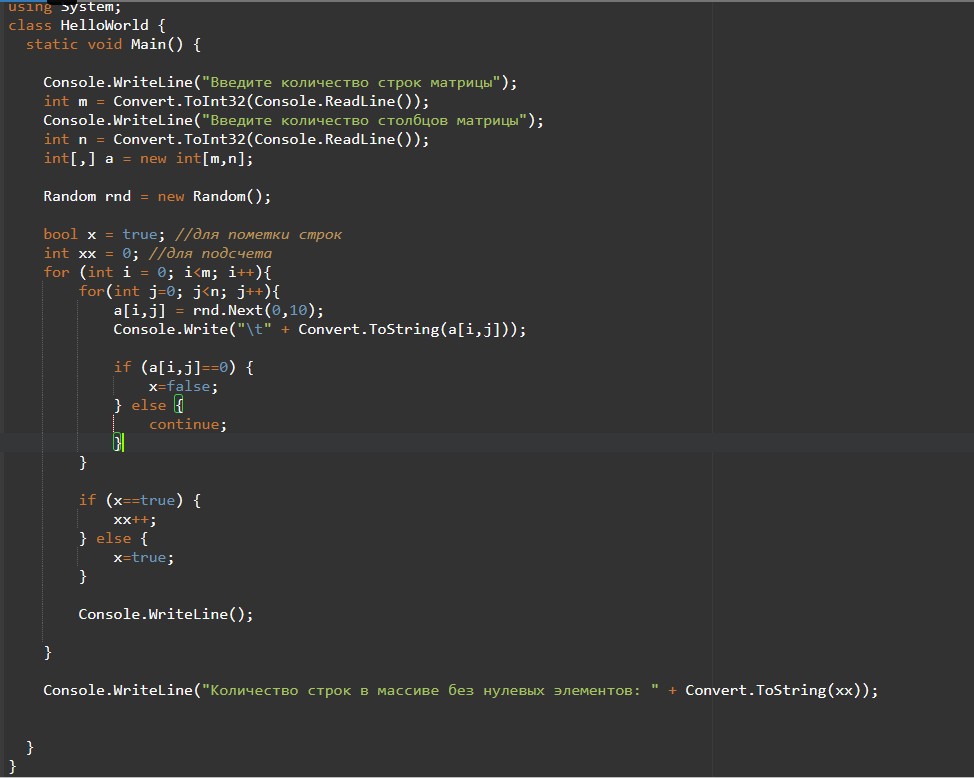 using System;
class HelloWorld {
  static void Main() {
    Console.WriteLine("Введите количество строк матрицы");
    int m = Convert.ToInt32(Console.ReadLine());
    Console.WriteLine("Введите количество столбцов матрицы");
    int n = Convert.ToInt32(Console.ReadLine());
    int[,] a = new int[m,n];
    Random rnd = new Random();
    bool x = true; //для пометки строк
    int xx = 0; //для подсчета
    for (int i = 0; i<m; i++){
        for(int j=0; j<n; j++){
            a[i,j] = rnd.Next(0,10);
            Console.Write("\t" + Convert.ToString(a[i,j]));
            if (a[i,j]==0) {
                x=false;
            } else {
                continue;
            }
        }
        if (x==true) {
            xx++;
        } else {
            x=true;
        }
        Console.WriteLine();
    }
    Console.WriteLine("Количество строк в массиве без нулевых элементов: " + Convert.ToString(xx));
  }
}